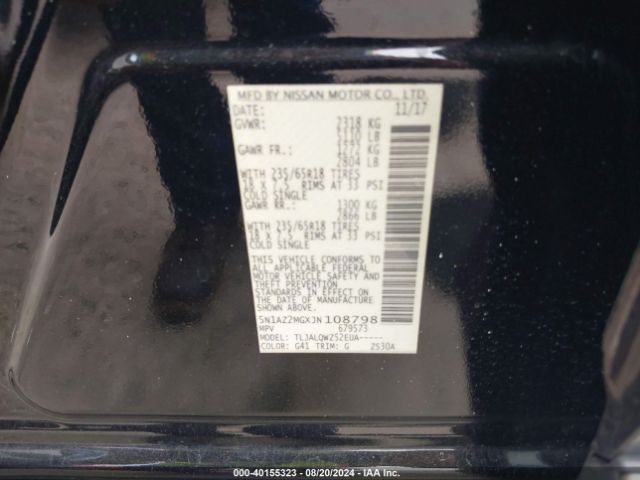 MFD BY NISSAN MOTOR CO., LTD.
DATE: 11/17
GVWR: 2318 KG
5110 LB
GAWR FR.: 1272 KG
2804 LB
WITH 235/65R18 TIRES
18 X 7.5 RIMS AT 33 PSI
COLD SINGLE
GAWR RR.: 1300 KG
2866 LB
WITH 235/65R18 TIRES
18 X 7.5 RIMS AT 33 PSI
COLD SINGLE
THIS VEHICLE CONFORMS TO
ALL APPLICABLE FEDERAL
MOTOR VEHICLE SAFETY AND
THEFT PREVENTION
STANDARDS IN EFFECT ON
THE DATE OF MANUFACTURE
SHOWN ABOVE.
5N1AZ2MGXJN108798
MPV 679573
MODEL: TLJALQWZ52EUA-----
COLOR: G41 TRIM: G ZS30A
000-40155323 - 08/20/2024 - IAA Inc.